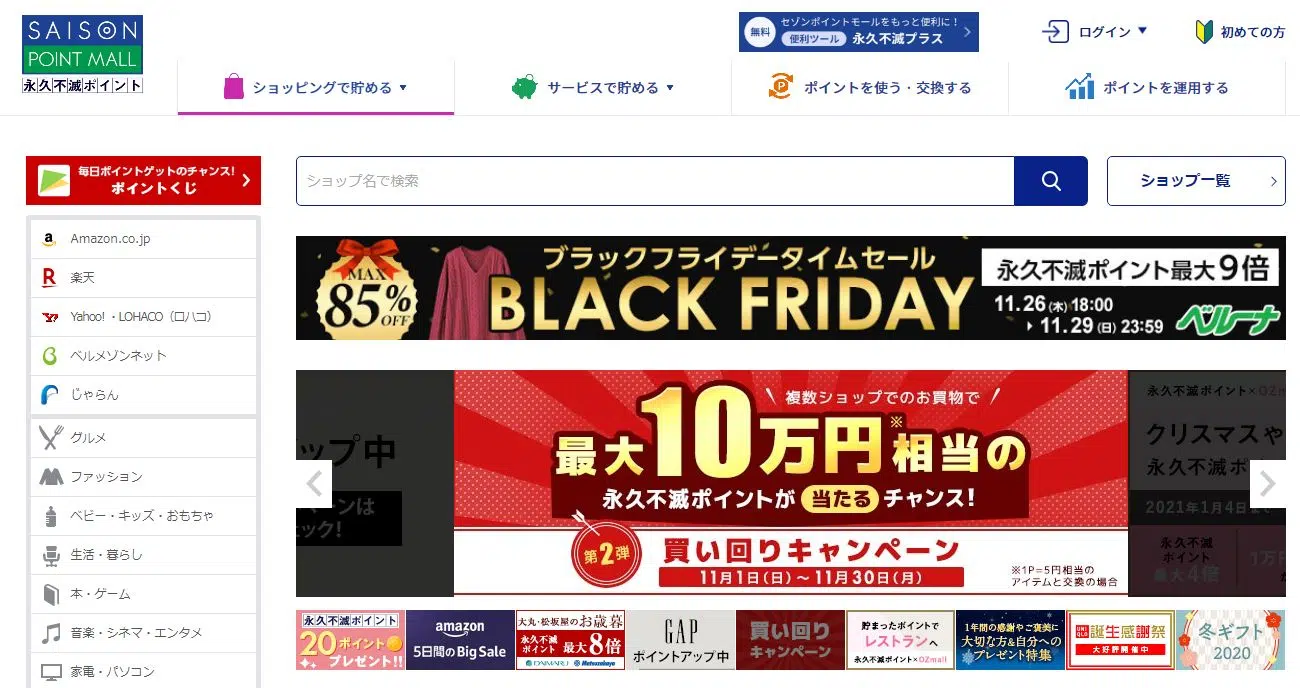 SAISON
POINT MALL
永久不滅ポイント
無料
セゾンポイントモールをもっと便利に！
便利ツール 永久不滅プラス
ログイン ▼
初めての方
ショッピングで貯める ▼
サービスで貯める ▼
ポイントを使う・交換する
ポイントを運用する
毎日ポイントゲットのチャンス!
ポイントくじ
ショップ名で検索
ショップ一覧
Amazon.co.jp
楽天
Yahoo! ・LOHACO（ロハコ）
ベルメゾンネット
じゃらん
グルメ
ファッション
ベビー・キッズ・おもちゃ
生活・暮らし
本・ゲーム
音楽・シネマ・エンタメ
家電・パソコン
MAX
85%
OFF
ブラックフライデータイムセール
BLACK FRIDAY
永久不滅ポイント最大9倍
11.26(木)18:00
11.29(日)23:59
ベルーナ
ップ中
ーンは
ェック!
複数ショップでのお買物で
最大10万円※相当の
永久不滅ポイントが 当たる チャンス!
第2弾
買い回りキャンペーン
11月1日(日)～11月30日(月)
※1P=5円相当の
アイテムと交換の場合
永久不滅ポイント×OZm
クリスマスや
永久不滅ポ
2021年1月4日まで
永久不滅
ポイント
最大4倍
1万
永久不滅ポイント
20ポイント
プレゼント!!
amazon
5日間のBig Sale
大丸・松坂屋のお歳暮
永久不滅
ポイント 最大8倍
DAIMARU Matsuzakaya
GAP
ポイントアップ中
買い回り
キャンペーン
貯まったポイントで
レストランへ
永久不滅ポイント×OZmall
1年間の感謝やご褒美に
大切な方&自分への
プレゼント特集
UNIQLO 誕生感謝祭
大好評開催中
冬ギフト
2020